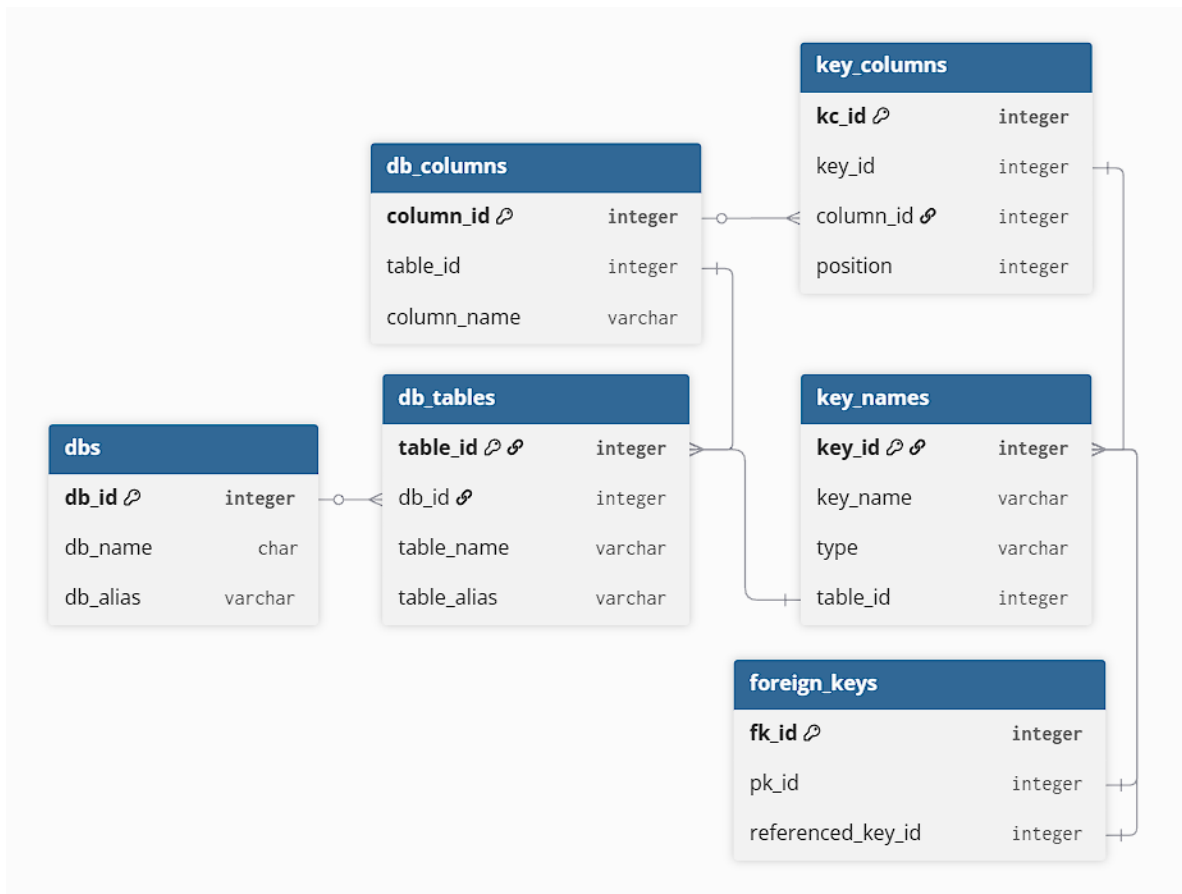 key_columns
kc_id integer
key_id integer
column_id integer
position integer
db_columns
column_id integer
table_id integer
column_name varchar
db_tables
table_id integer
db_id integer
table_name varchar
table_alias varchar
key_names
key_id integer
key_name varchar
type varchar
table_id integer
dbs
db_id integer
db_name char
db_alias varchar
foreign_keys
fk_id integer
pk_id integer
referenced_key_id integer